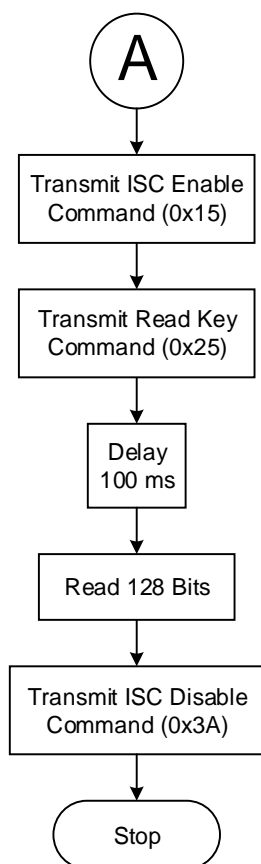 A
Transmit ISC Enable
Command (0x15)
Transmit Read Key
Command (0x25)
Delay
100 ms
Read 128 Bits
Transmit ISC Disable
Command (0x3A)
Stop